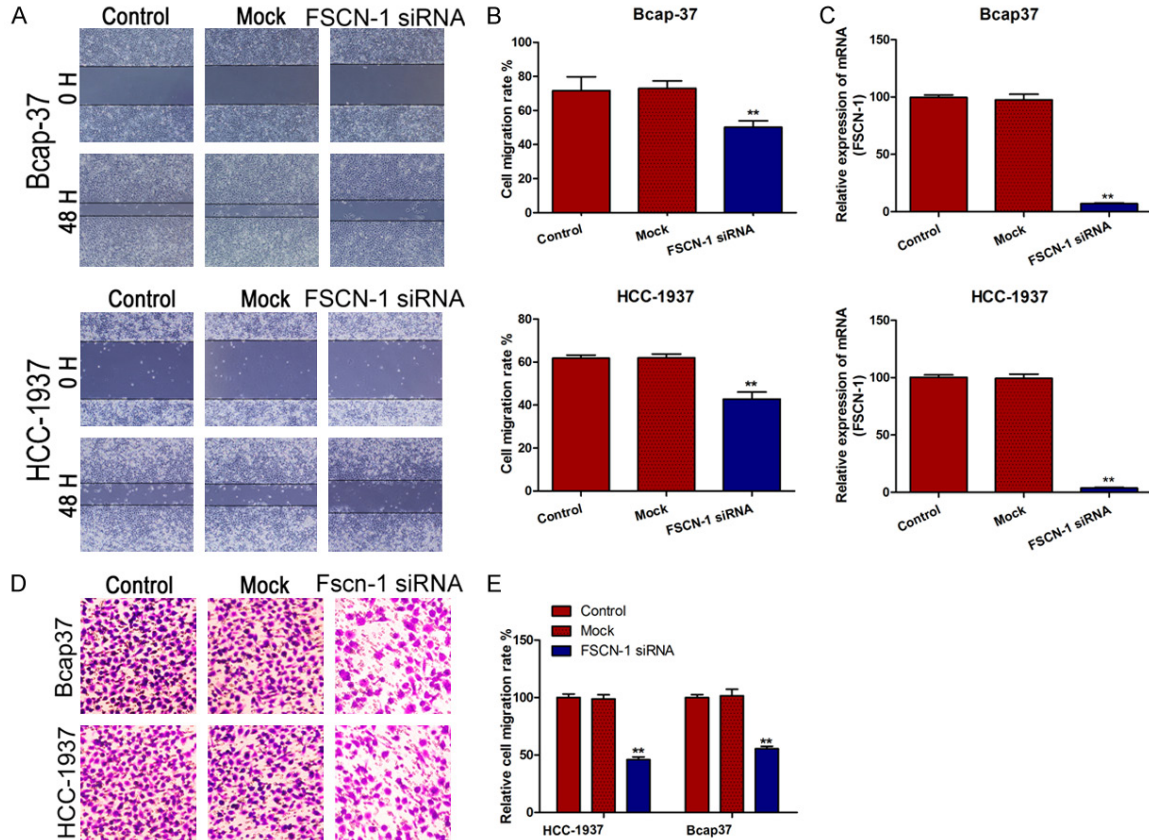 A
Control Mock FSCN-1 siRNA
Bcap-37
0 H
48 H
Control Mock FSCN-1 siRNA
HCC-1937
0 H
48 H
B
Bcap-37
Cell migration rate %
100
80
60
40
20
0
Control Mock FSCN-1 siRNA
**
HCC-1937
Cell migration rate %
80
60
40
20
0
Control Mock FSCN-1 siRNA
**
C
Bcap37
Relative expression of mRNA
(FSCN-1)
150
100
50
0
Control Mock FSCN-1 siRNA
**
HCC-1937
Relative expression of mRNA
(FSCN-1)
150
100
50
0
Control Mock FSCN-1 siRNA
**
D
Control Mock Fscn-1 siRNA
Bcap37
HCC-1937
E
Control
Mock
FSCN-1 siRNA
Relative cell migration rate %
150
100
50
0
** **
HCC-1937 Bcap37